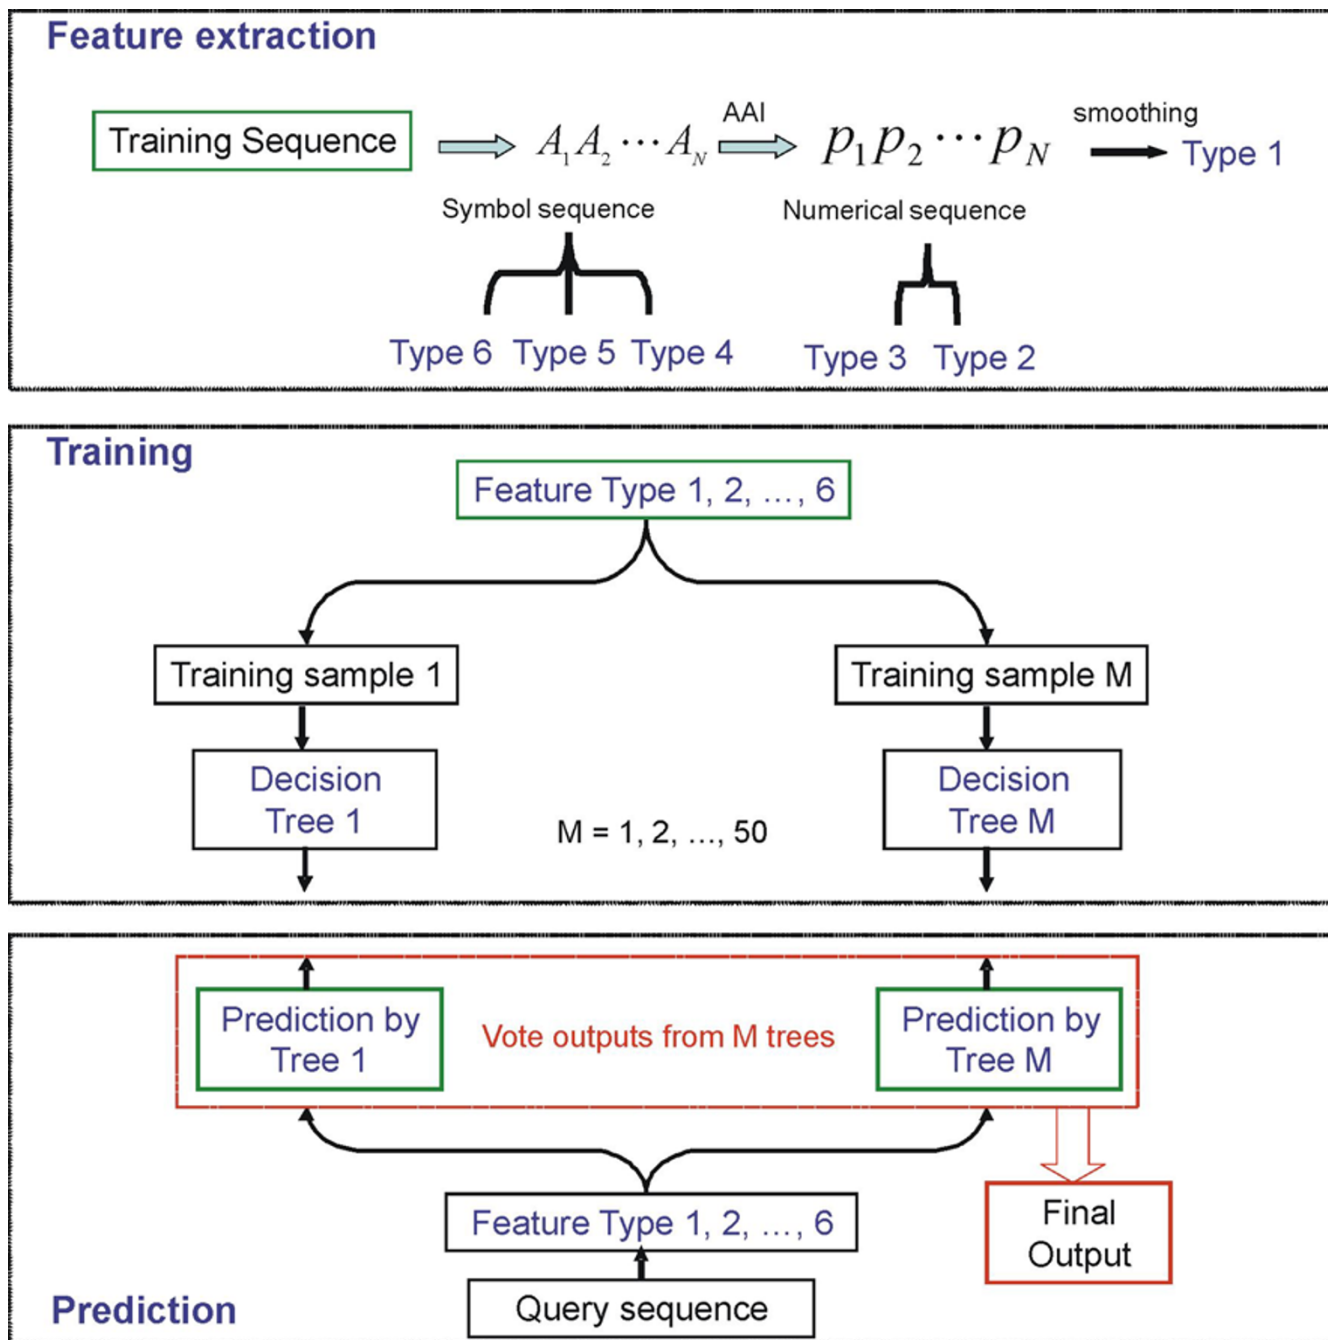 Feature extraction
Training Sequence
A₁A₂⋯A_N
AAI
p₁p₂⋯p_N
smoothing
Type 1
Symbol sequence
Numerical sequence
Type 6
Type 5
Type 4
Type 3
Type 2
Training
Feature Type 1, 2, ..., 6
Training sample 1
Training sample M
Decision
Tree 1
M = 1, 2, ..., 50
Decision
Tree M
Prediction by
Tree 1
Vote outputs from M trees
Prediction by
Tree M
Feature Type 1, 2, ..., 6
Final
Output
Query sequence
Prediction